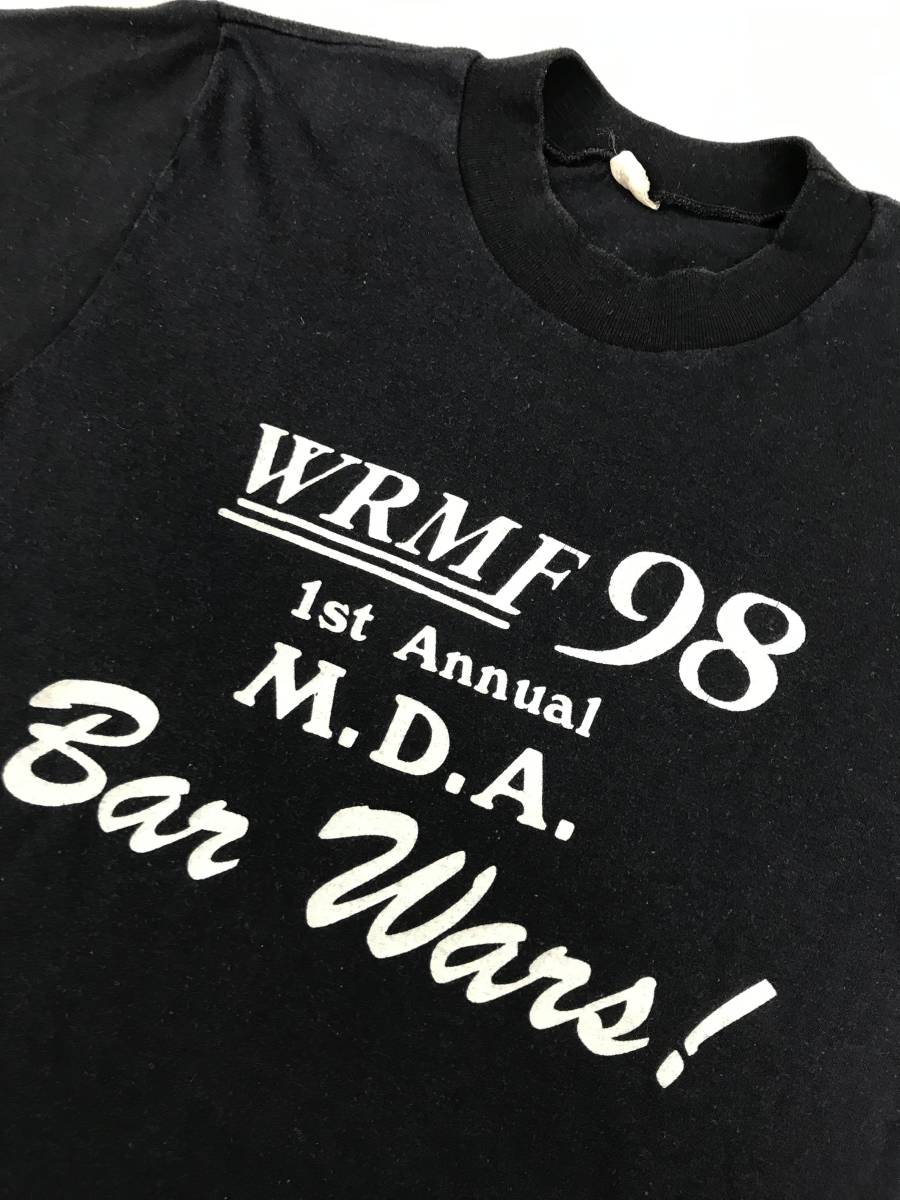 WRMF 98
1st Annual
M.D.A.
Bar Wars!